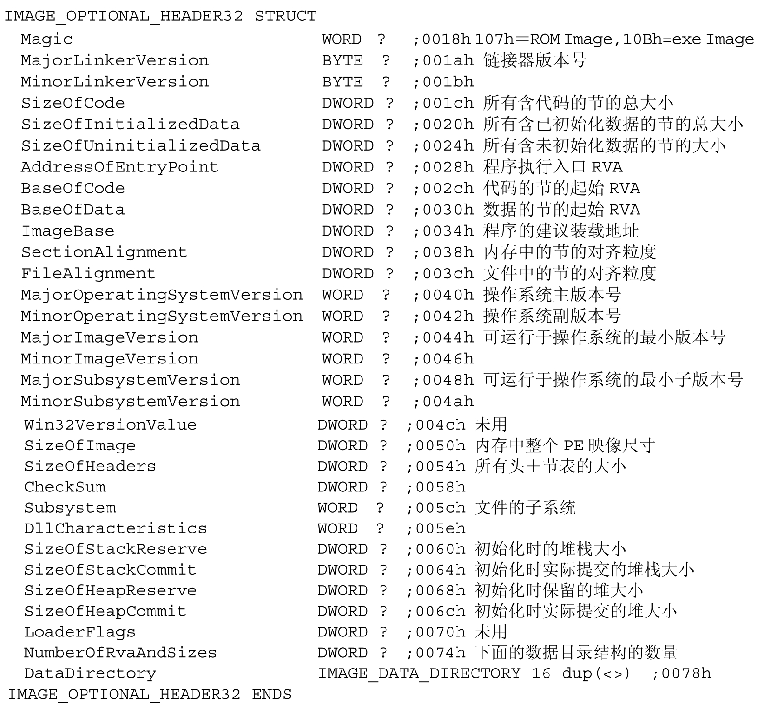 IMAGE_OPTIONAL_HEADER32 STRUCT
Magic WORD ? ;0018h 107h=ROM Image,10Bh=exe Image
MajorLinkerVersion BYTE ? ;001ah 链接器版本号
MinorLinkerVersion BYTE ? ;001bh
SizeOfCode DWORD ? ;001ch 所有含代码的节的总大小
SizeOfInitializedData DWORD ? ;0020h 所有含已初始化数据的节的总大小
SizeOfUninitializedData DWORD ? ;0024h 所有含未初始化数据的节的大小
AddressOfEntryPoint DWORD ? ;0028h 程序执行入口 RVA
BaseOfCode DWORD ? ;002ch 代码的节的起始 RVA
BaseOfData DWORD ? ;0030h 数据的节的起始 RVA
ImageBase DWORD ? ;0034h 程序的建议装载地址
SectionAlignment DWORD ? ;0038h 内存中的节的对齐粒度
FileAlignment DWORD ? ;003ch 文件中的节的对齐粒度
MajorOperatingSystemVersion WORD ? ;0040h 操作系统主版本号
MinorOperatingSystemVersion WORD ? ;0042h 操作系统副版本号
MajorImageVersion WORD ? ;0044h 可运行于操作系统的最小版本号
MinorImageVersion WORD ? ;0046h
MajorSubsystemVersion WORD ? ;0048h 可运行于操作系统的最小子版本号
MinorSubsystemVersion WORD ? ;004ah
Win32VersionValue DWORD ? ;004ch 未用
SizeOfImage DWORD ? ;0050h 内存中整个 PE 映像尺寸
SizeOfHeaders DWORD ? ;0054h 所有头+节表的大小
CheckSum DWORD ? ;0058h
Subsystem WORD ? ;005ch 文件的子系统
DllCharacteristics WORD ? ;005eh
SizeOfStackReserve DWORD ? ;0060h 初始化时的堆栈大小
SizeOfStackCommit DWORD ? ;0064h 初始化时实际提交的堆栈大小
SizeOfHeapReserve DWORD ? ;0068h 初始化时保留的堆大小
SizeOfHeapCommit DWORD ? ;006ch 初始化时实际提交的堆大小
LoaderFlags DWORD ? ;0070h 未用
NumberOfRvaAndSizes DWORD ? ;0074h 下面的数据目录结构的数量
DataDirectory IMAGE_DATA_DIRECTORY 16 dup(<>) ;0078h
IMAGE_OPTIONAL_HEADER32 ENDS